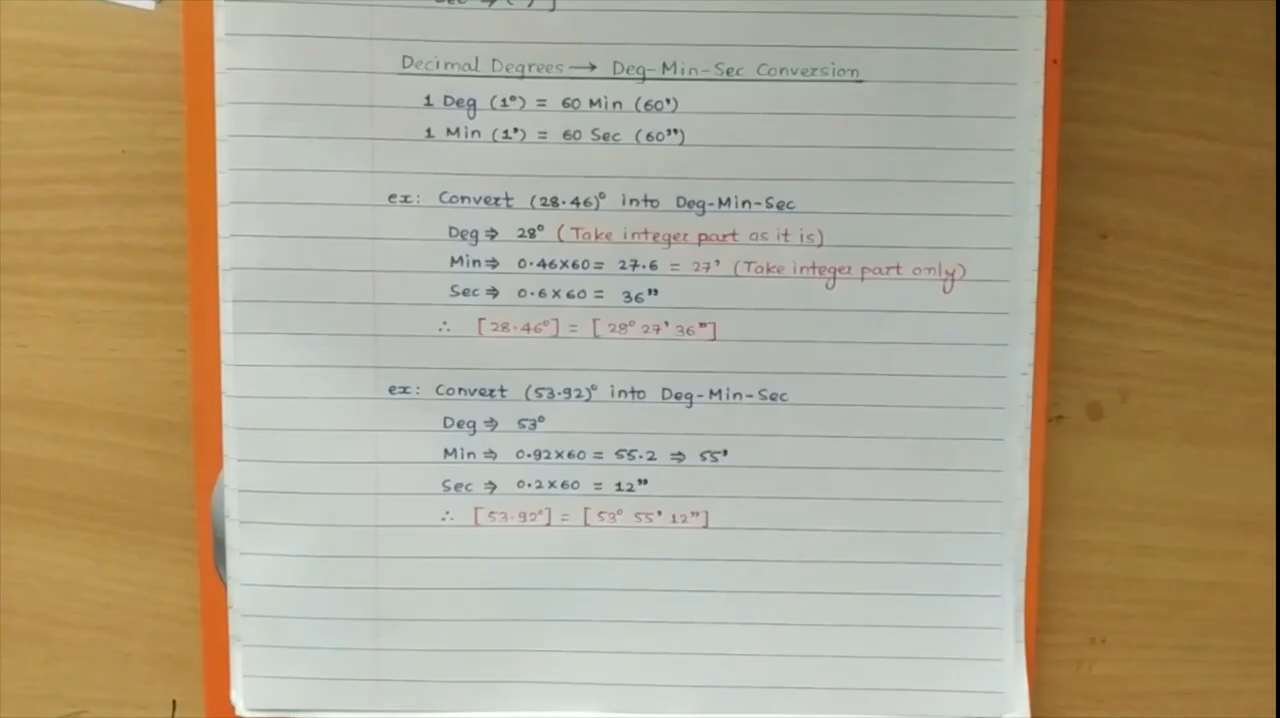 Sec ⇒ ( ) ]
Decimal Degrees → Deg-Min-Sec Conversion
1 Deg (1°) = 60 Min (60')
1 Min (1') = 60 Sec (60")
ex: Convert (28.46)° into Deg-Min-Sec
Deg ⇒ 28° (Take integer part as it is)
Min ⇒ 0.46×60 = 27.6 = 27' (Take integer part only)
Sec ⇒ 0.6×60 = 36"
∴ [28.46°] = [28° 27' 36"]
ex: Convert (53.92)° into Deg-Min-Sec
Deg ⇒ 53°
Min ⇒ 0.92×60 = 55.2 ⇒ 55'
Sec ⇒ 0.2×60 = 12"
∴ [53.92°] = [53° 55' 12"]